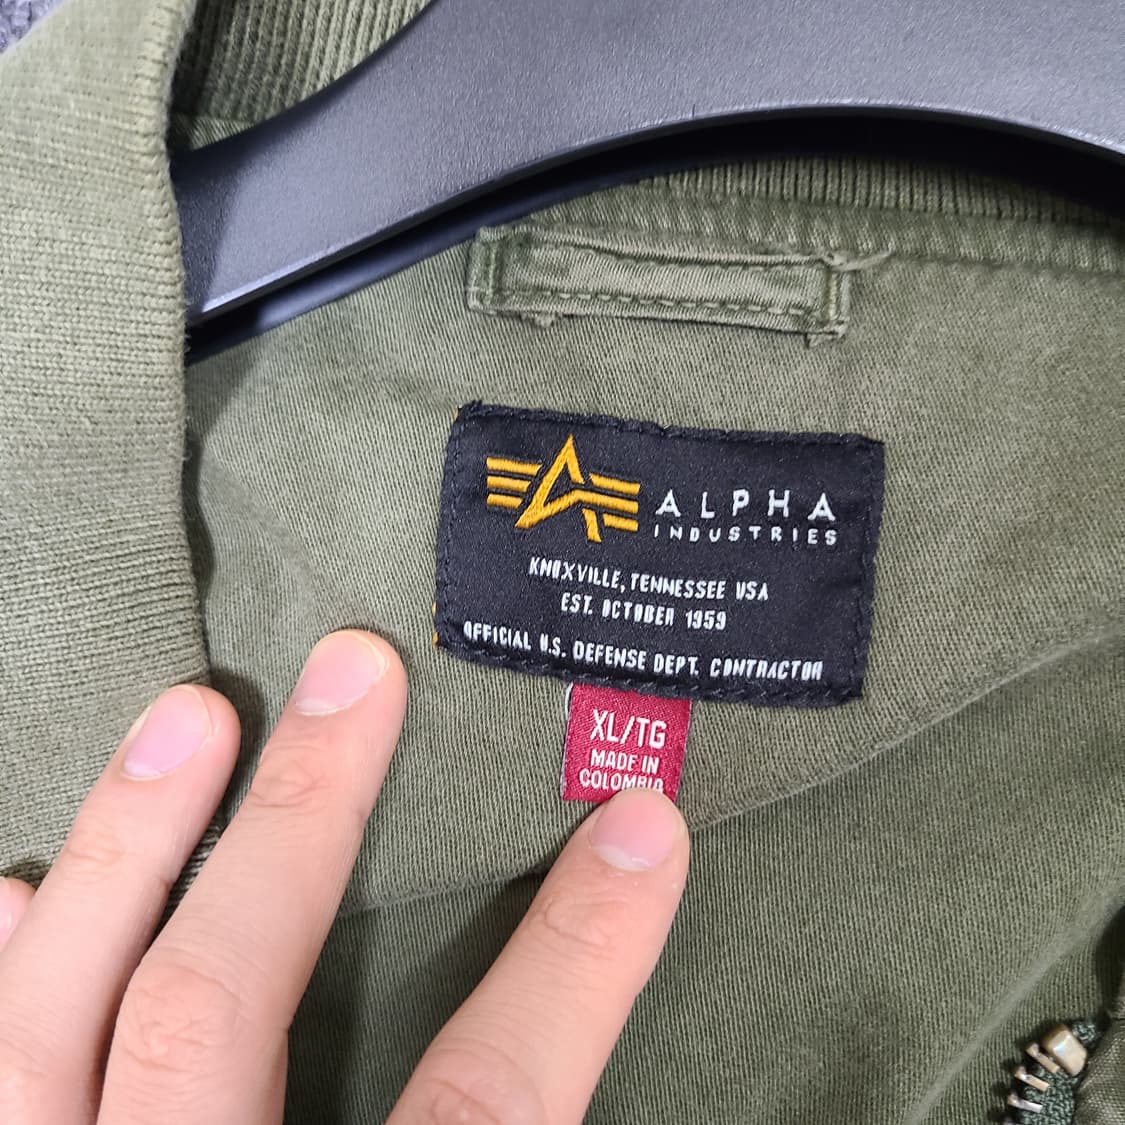 ALPHA
INDUSTRIES
KNOXVILLE, TENNESSEE USA
EST. OCTOBER 1959
OFFICIAL U.S. DEFENSE DEPT. CONTRACTOR
XL/TG
MADE IN
COLOMBIA